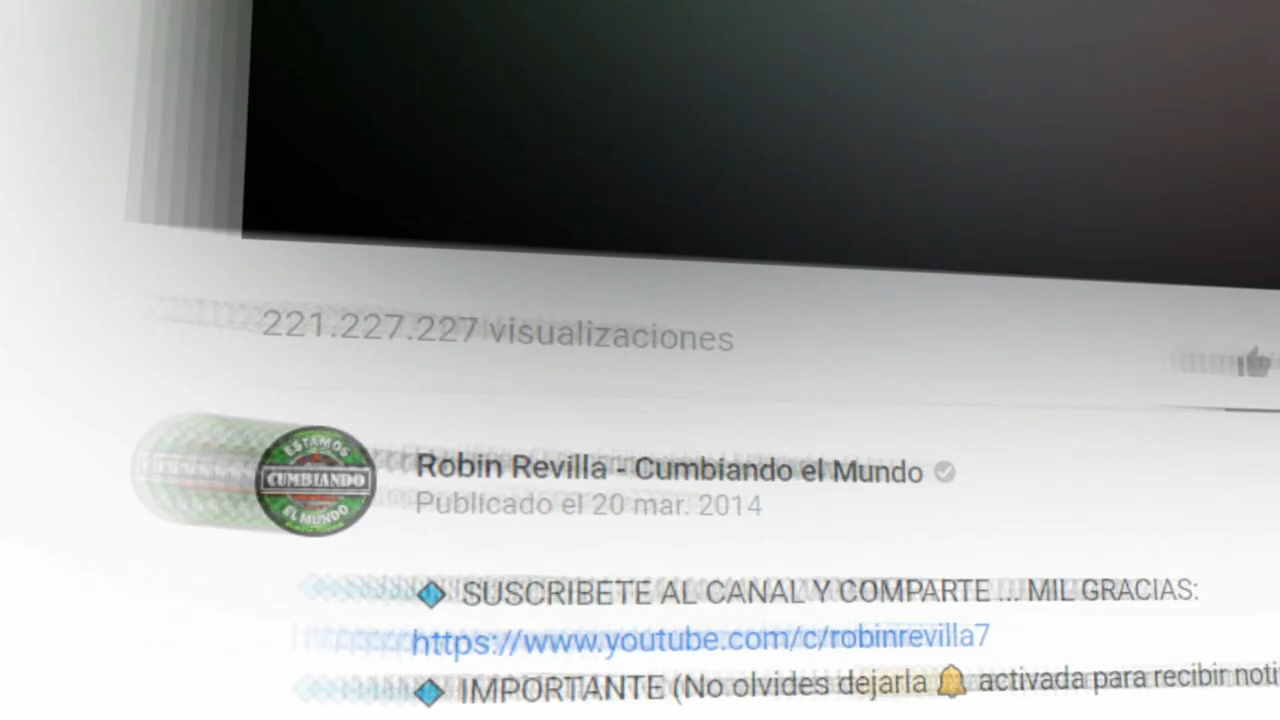 221.227.227 visualizaciones
ESTAMOS
CUMBIANDO
EL MUNDO
Robin Revilla - Cumbiando el Mundo
Publicado el 20 mar. 2014
SUSCRIBETE AL CANAL Y COMPARTE ... MIL GRACIAS:
https://www.youtube.com/c/robinrevilla7
IMPORTANTE (No olvides dejarla 🔔 activada para recibir noti